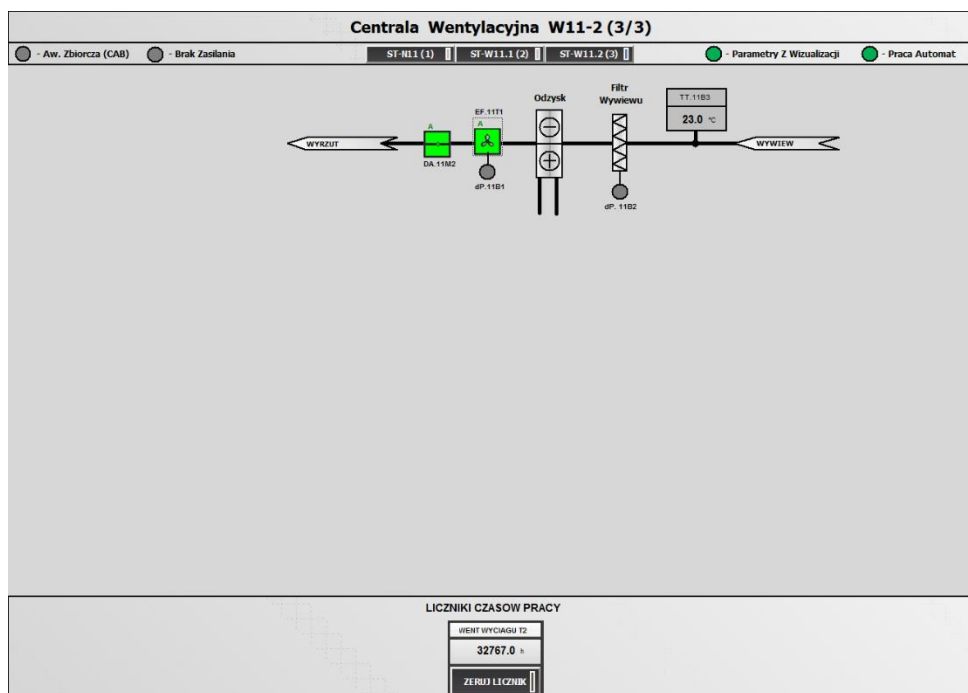 Centrala Wentylacyjna W11-2 (3/3)
- Aw. Zbiorcza (CAB) - Brak Zasilania ST-N11 (1) ST-W11.1 (2) ST-W11.2 (3) - Parametry Z Wizualizacji - Praca Automat
Filtr
Odzysk Wywiewu TT.11B3
EF.11T1
A A 23.0 °C
WYRZUT WYWIEW
DA.11M2
dP.11B1
dP. 11B2
LICZNIKI CZASOW PRACY
WENT WYCIAGU T2
32767.0 h
ZERUJ LICZNIK